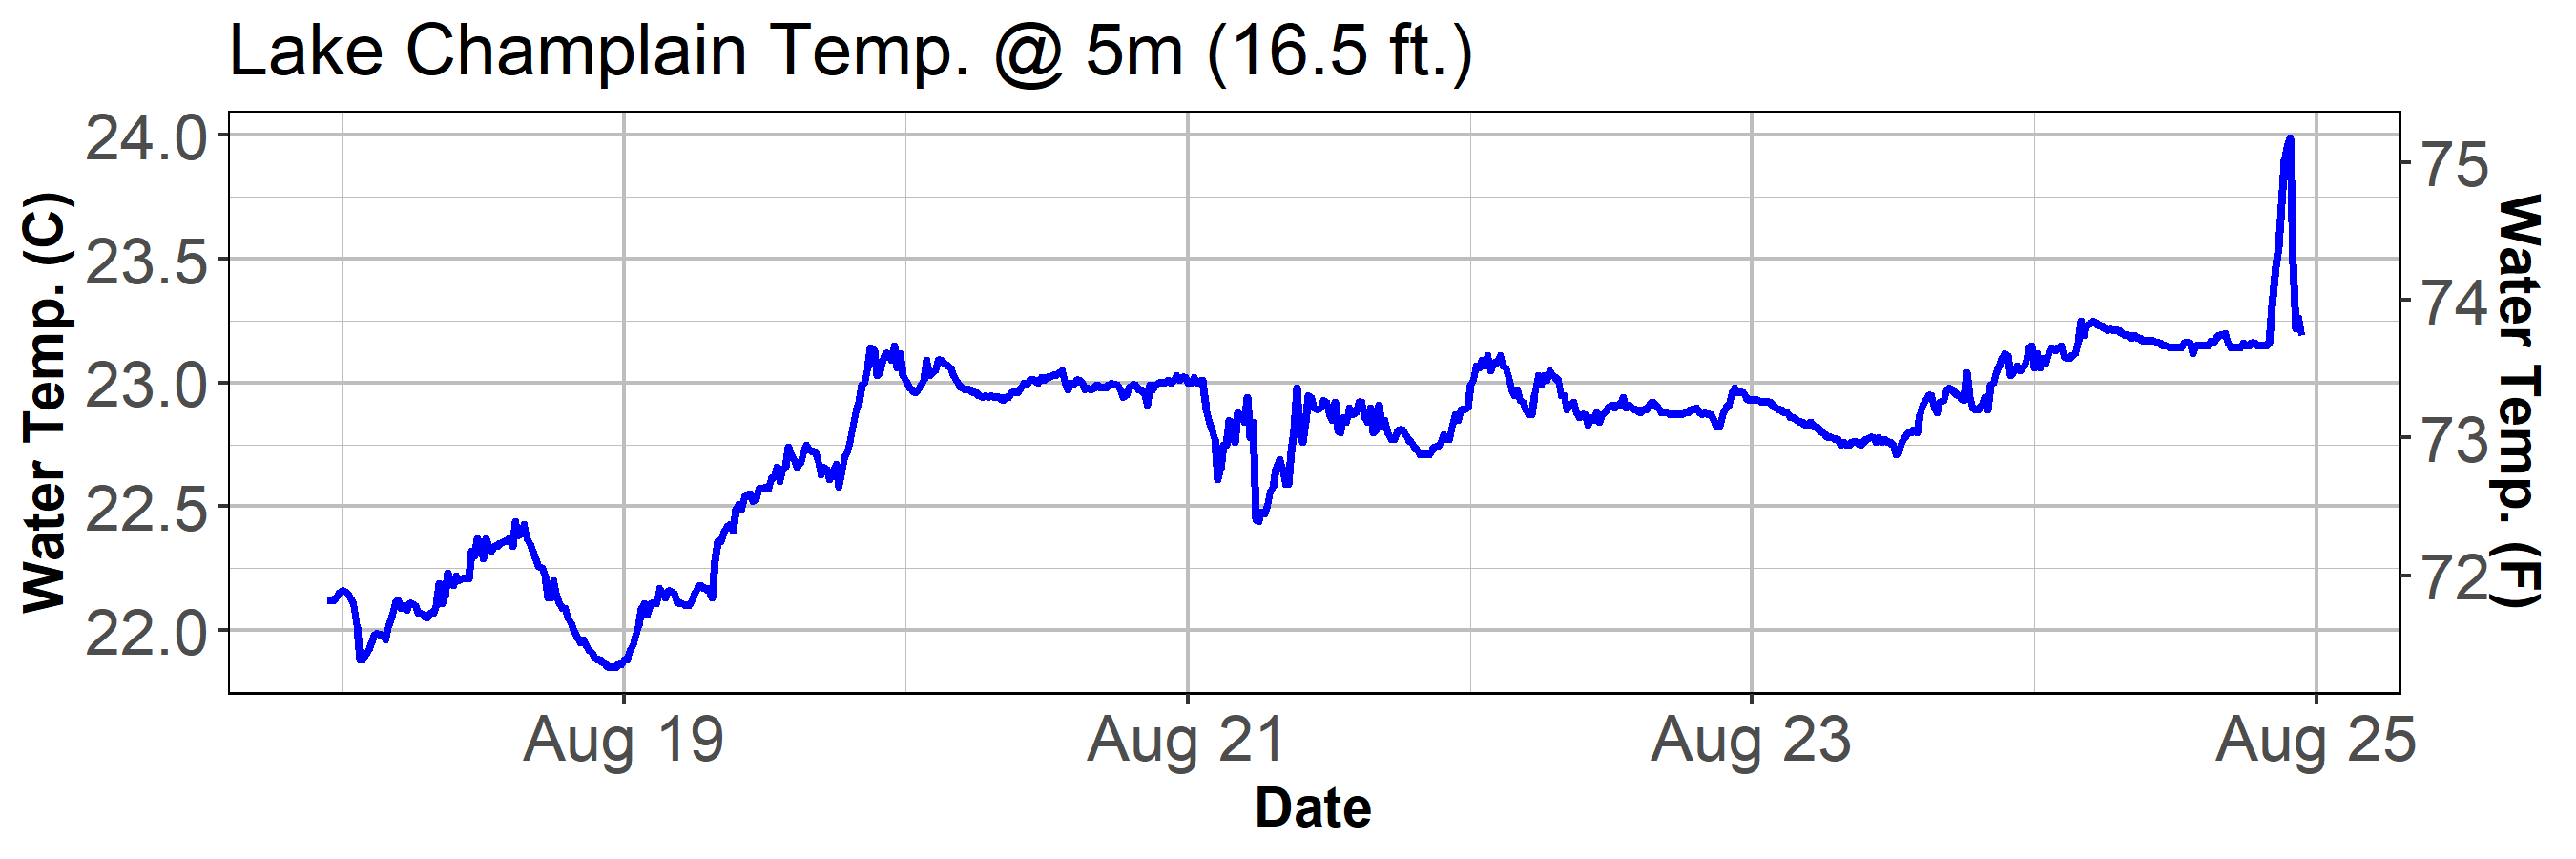 Lake Champlain Temp. @ 5m (16.5 ft.)
Water Temp. (C)
24.0
23.5
23.0
22.5
22.0
75
74
73
72
Water Temp. (F)
Aug 19
Aug 21
Aug 23
Aug 25
Date